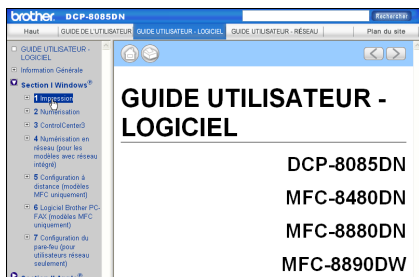 brother DCP-8085DN
Rechercher
Haut
GUIDE DE L'UTILISATEUR
GUIDE UTILISATEUR - LOGICIEL
GUIDE UTILISATEUR - RÉSEAU
Plan du site
GUIDE UTILISATEUR -
LOGICIEL
Information Générale
Section I Windows®
1 Impression
2 Numérisation
3 ControlCenter3
4 Numérisation en
réseau (pour les
modèles avec réseau
intégré)
5 Configuration à
distance (modèles
MFC uniquement)
6 Logiciel Brother PC-
FAX (modèles MFC
uniquement)
7 Configuration du
pare-feu (pour
utilisateurs réseau
seulement)
GUIDE UTILISATEUR -
LOGICIEL
DCP-8085DN
MFC-8480DN
MFC-8880DN
MFC-8890DW